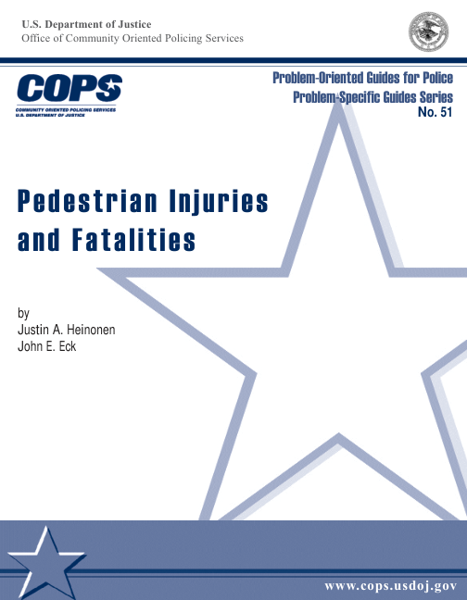 U.S. Department of Justice
Office of Community Oriented Policing Services
COPS
COMMUNITY ORIENTED POLICING SERVICES
U.S. DEPARTMENT OF JUSTICE
Problem-Oriented Guides for Police
Problem-Specific Guides Series
No. 51
Pedestrian Injuries
and Fatalities
by
Justin A. Heinonen
John E. Eck
www.cops.usdoj.gov